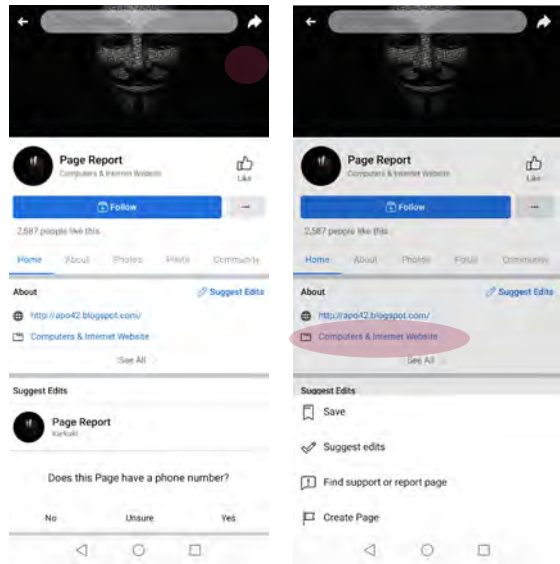 Page Report
Computers & Internet Website
Like
Follow
2,587 people like this
Home About Photos Posts Community
About Suggest Edits
http://apo42.blogspot.com/
Computers & Internet Website
See All
Suggest Edits
Page Report
Does this Page have a phone number?
No Unsure Yes
Page Report
Computers & Internet Website
Like
Follow
2,587 people like this
Home About Photos Posts Community
About Suggest Edits
http://apo42.blogspot.com/
Computers & Internet Website
See All
Suggest Edits
Save
Suggest edits
Find support or report page
Create Page